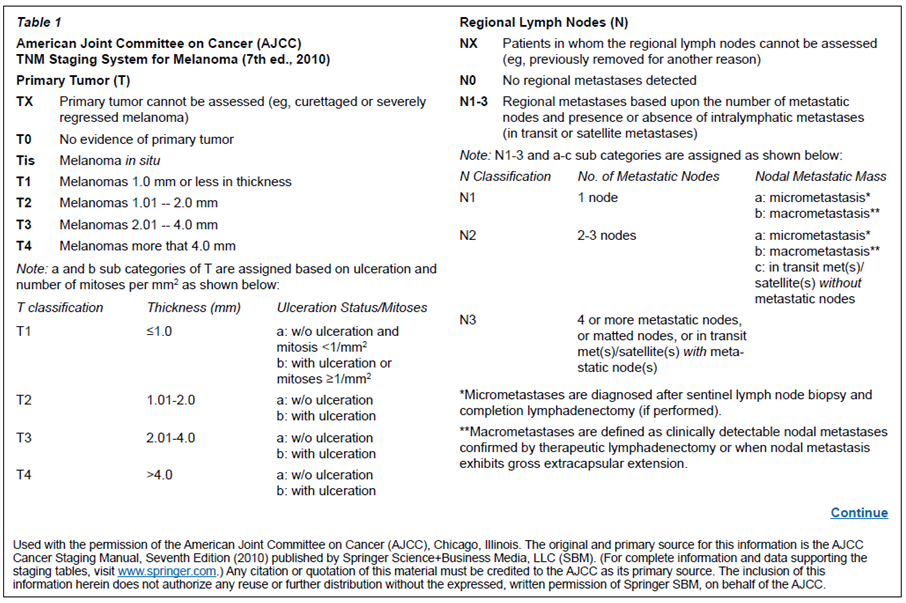 Table 1
American Joint Committee on Cancer (AJCC)
TNM Staging System for Melanoma (7th ed., 2010)
Primary Tumor (T)
TX Primary tumor cannot be assessed (eg, curettaged or severely
regressed melanoma)
T0 No evidence of primary tumor
Tis Melanoma in situ
T1 Melanomas 1.0 mm or less in thickness
T2 Melanomas 1.01 -- 2.0 mm
T3 Melanomas 2.01 -- 4.0 mm
T4 Melanomas more that 4.0 mm
Note: a and b sub categories of T are assigned based on ulceration and
number of mitoses per mm² as shown below:
T classification Thickness (mm) Ulceration Status/Mitoses
T1 ≤1.0 a: w/o ulceration and
mitosis <1/mm²
b: with ulceration or
mitoses ≥1/mm²
T2 1.01-2.0 a: w/o ulceration
b: with ulceration
T3 2.01-4.0 a: w/o ulceration
b: with ulceration
T4 >4.0 a: w/o ulceration
b: with ulceration
Regional Lymph Nodes (N)
NX Patients in whom the regional lymph nodes cannot be assessed
(eg, previously removed for another reason)
N0 No regional metastases detected
N1-3 Regional metastases based upon the number of metastatic
nodes and presence or absence of intralymphatic metastases
(in transit or satellite metastases)
Note: N1-3 and a-c sub categories are assigned as shown below:
N Classification No. of Metastatic Nodes Nodal Metastatic Mass
N1 1 node a: micrometastasis*
b: macrometastasis**
N2 2-3 nodes a: micrometastasis*
b: macrometastasis**
c: in transit met(s)/
satellite(s) without
metastatic nodes
N3 4 or more metastatic nodes,
or matted nodes, or in transit
met(s)/satellite(s) with meta-
static node(s)
*Micrometastases are diagnosed after sentinel lymph node biopsy and
completion lymphadenectomy (if performed).
**Macrometastases are defined as clinically detectable nodal metastases
confirmed by therapeutic lymphadenectomy or when nodal metastasis
exhibits gross extracapsular extension.
Continue
Used with the permission of the American Joint Committee on Cancer (AJCC), Chicago, Illinois. The original and primary source for this information is the AJCC
Cancer Staging Manual, Seventh Edition (2010) published by Springer Science+Business Media, LLC (SBM). (For complete information and data supporting the
staging tables, visit www.springer.com.) Any citation or quotation of this material must be credited to the AJCC as its primary source. The inclusion of this
information herein does not authorize any reuse or further distribution without the expressed, written permission of Springer SBM, on behalf of the AJCC.